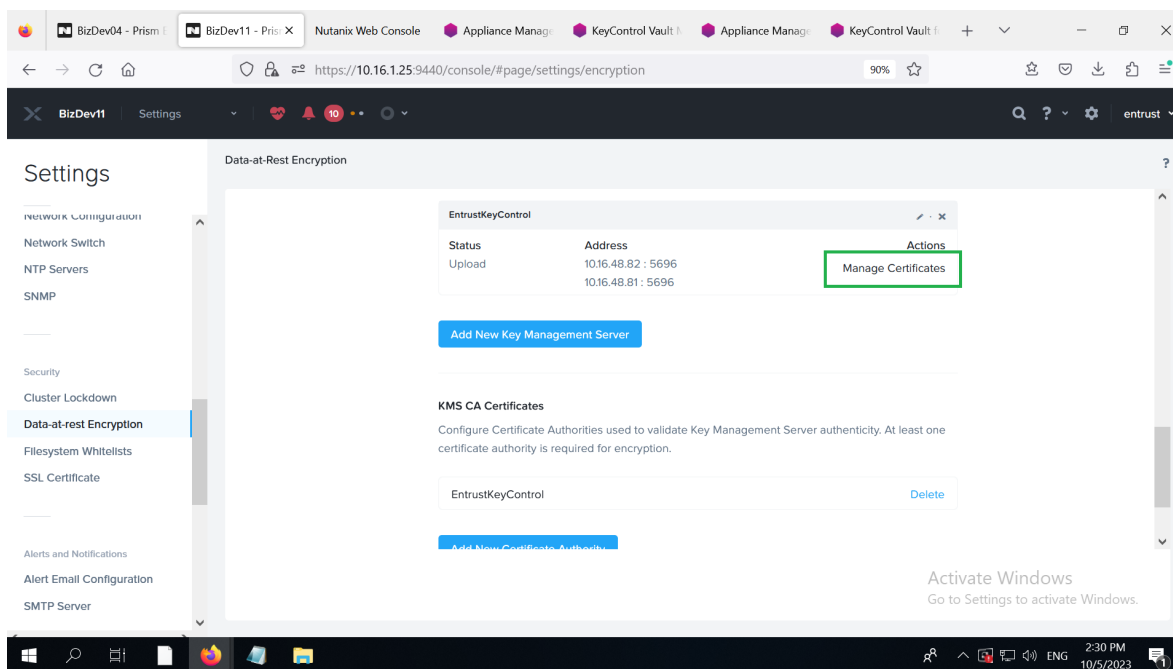 BizDev04 - Prism E
BizDev11 - Pris
Nutanix Web Console
Appliance Manage
KeyControl Vault
Appliance Manage
KeyControl Vault f
https://10.16.1.25:9440/console/#page/settings/encryption
90%
BizDev11
Settings
10
?
entrust
Settings
Network Configuration
Network Switch
NTP Servers
SNMP
Security
Cluster Lockdown
Data-at-rest Encryption
Filesystem Whitelists
SSL Certificate
Alerts and Notifications
Alert Email Configuration
SMTP Server
Data-at-Rest Encryption
?
EntrustKeyControl
Status
Address
Actions
Upload
10.16.48.82 : 5696
Manage Certificates
10.16.48.81 : 5696
Add New Key Management Server
KMS CA Certificates
Configure Certificate Authorities used to validate Key Management Server authenticity. At least one
certificate authority is required for encryption.
EntrustKeyControl
Delete
Add New Certificate Authority
Activate Windows
Go to Settings to activate Windows.
ENG
2:30 PM
10/5/2023